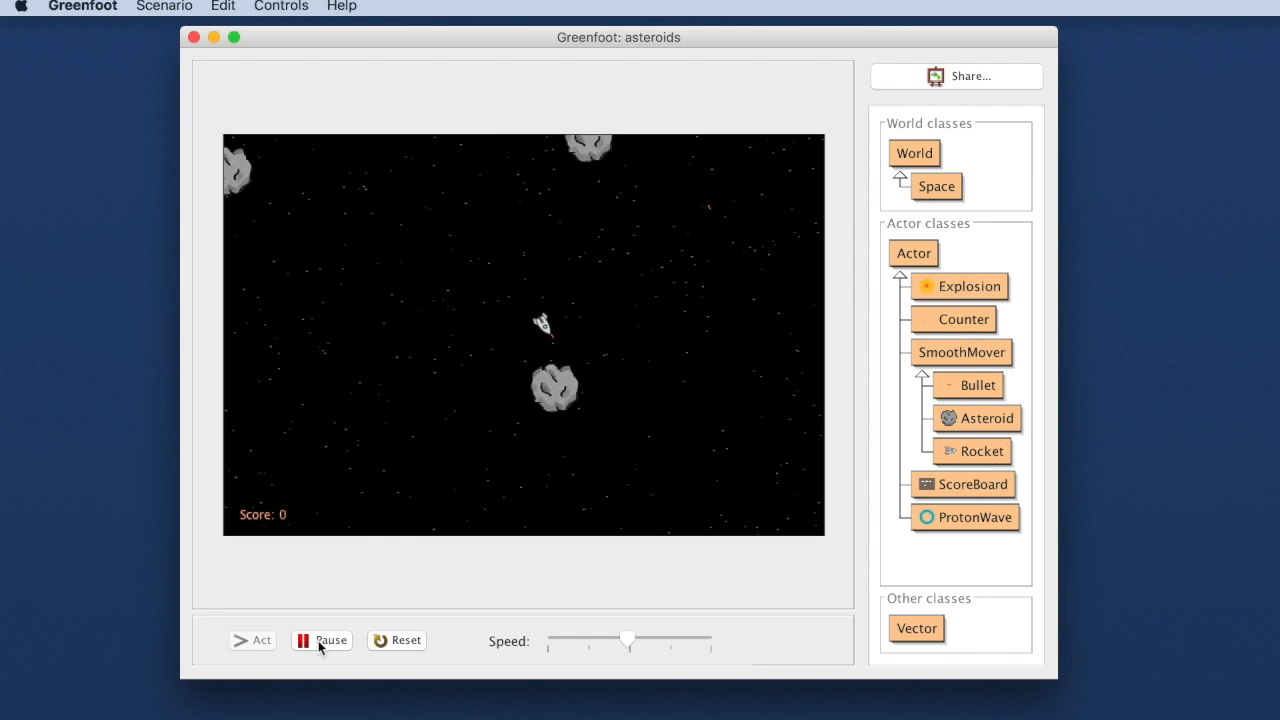 Greenfoot Scenario Edit Controls Help
Greenfoot: asteroids
Share...
World classes
World
Space
Actor classes
Actor
Explosion
Counter
SmoothMover
Bullet
Asteroid
Rocket
ScoreBoard
ProtonWave
Other classes
Vector
Score: 0
Act Pause Reset Speed: